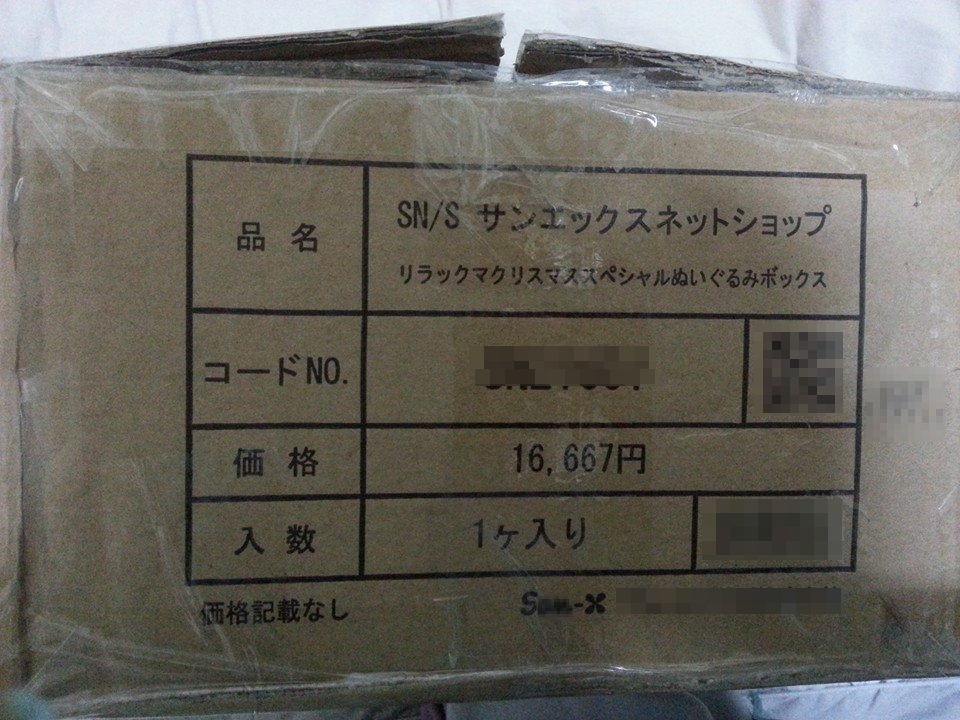 品名
SN/S サンエックスネットショップ
リラックマクリスマススペシャルぬいぐるみボックス
コードNO.
価格
16,667円
入数
1ヶ入り
価格記載なし